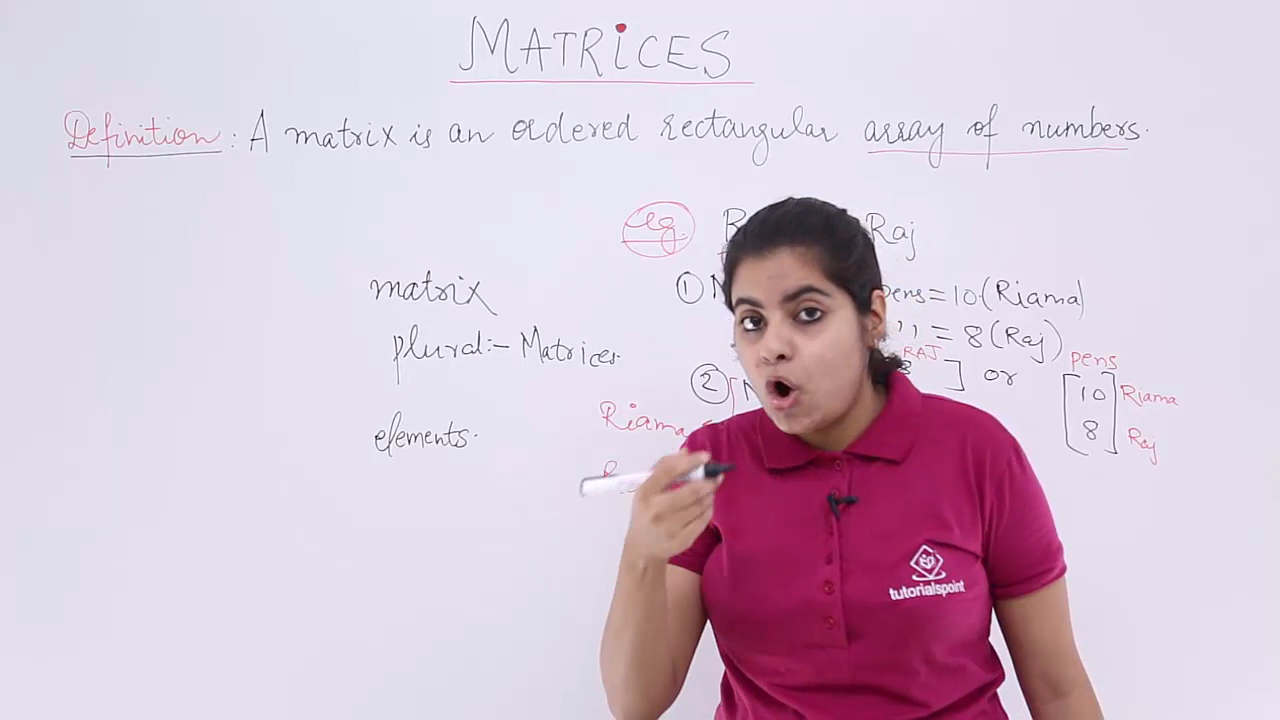 MATRiCES
Definition: A matrix is an ordered rectangular array of numbers.
eg. Raj
matrix
① pens = 10 (Riama)
plural:- Matrices
,, = 8 (Raj)
RAJ
pens
② 8 ] or [10 Riama
Riama
elements.
8] Raj
tutorialspoint